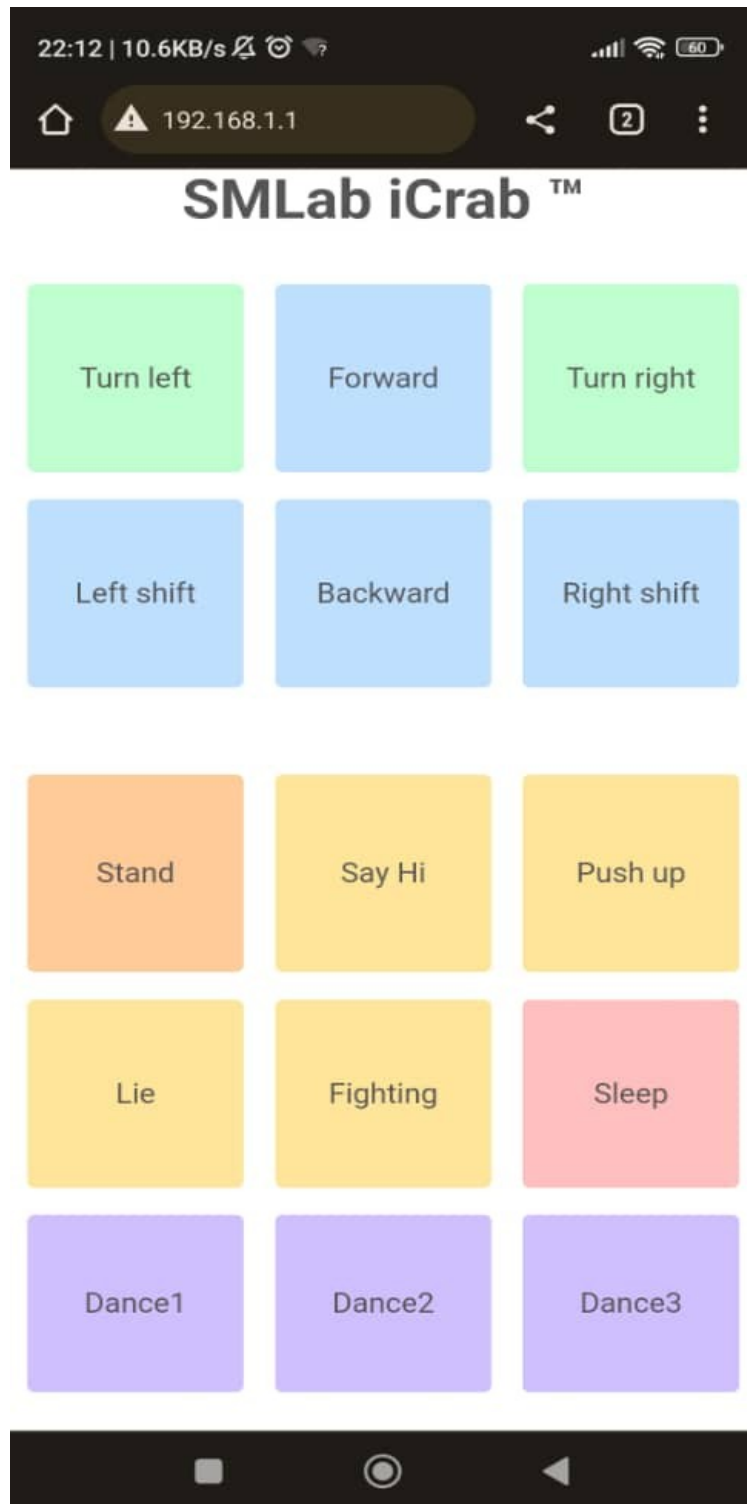 22:12 | 10.6KB/s 60
192.168.1.1 2
SMLab iCrab ™
Turn left Forward Turn right
Left shift Backward Right shift
Stand Say Hi Push up
Lie Fighting Sleep
Dance1 Dance2 Dance3